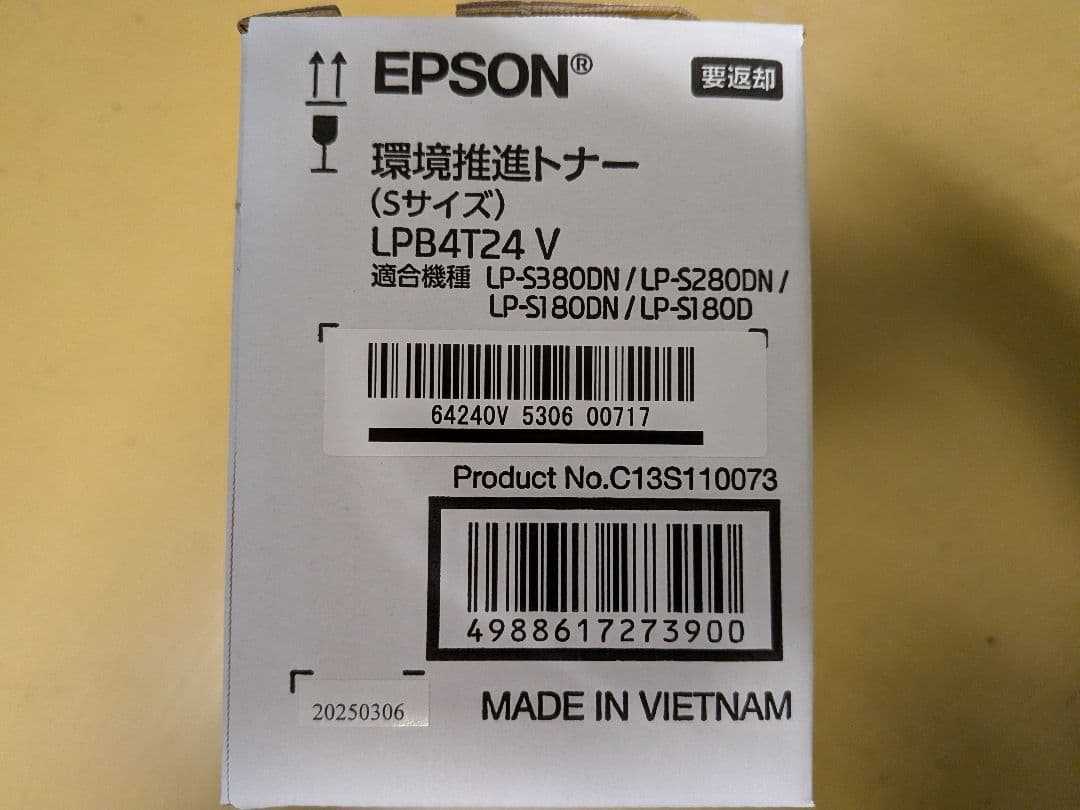 EPSON®
要返却
環境推進トナー
(Sサイズ)
LPB4T24 V
適合機種 LP-S380DN / LP-S280DN /
LP-S180DN / LP-S180D
64240V 5306 00717
Product No.C13S110073
4988617273900
20250306
MADE IN VIETNAM